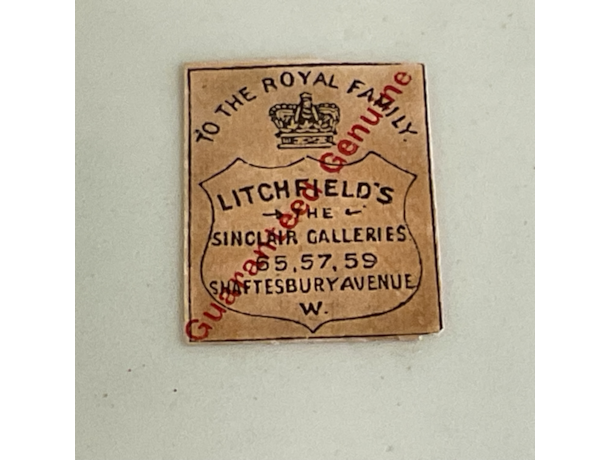 TO THE ROYAL FAMILY.
LITCHFIELD'S
THE
SINCLAIR GALLERIES
55, 57, 59
SHAFTESBURY AVENUE
W.
Guaranteed Genuine